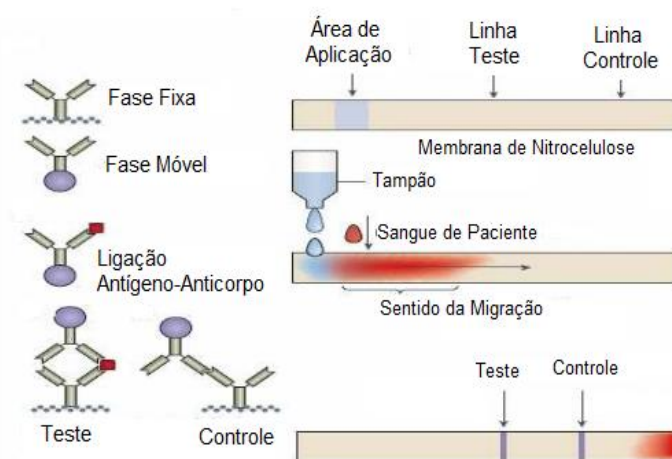 Área de
Aplicação
Linha
Teste
Linha
Controle
Fase Fixa
Membrana de Nitrocelulose
Fase Móvel
Tampão
Sangue de Paciente
Ligação
Antígeno-Anticorpo
Sentido da Migração
Teste
Controle
Teste
Controle